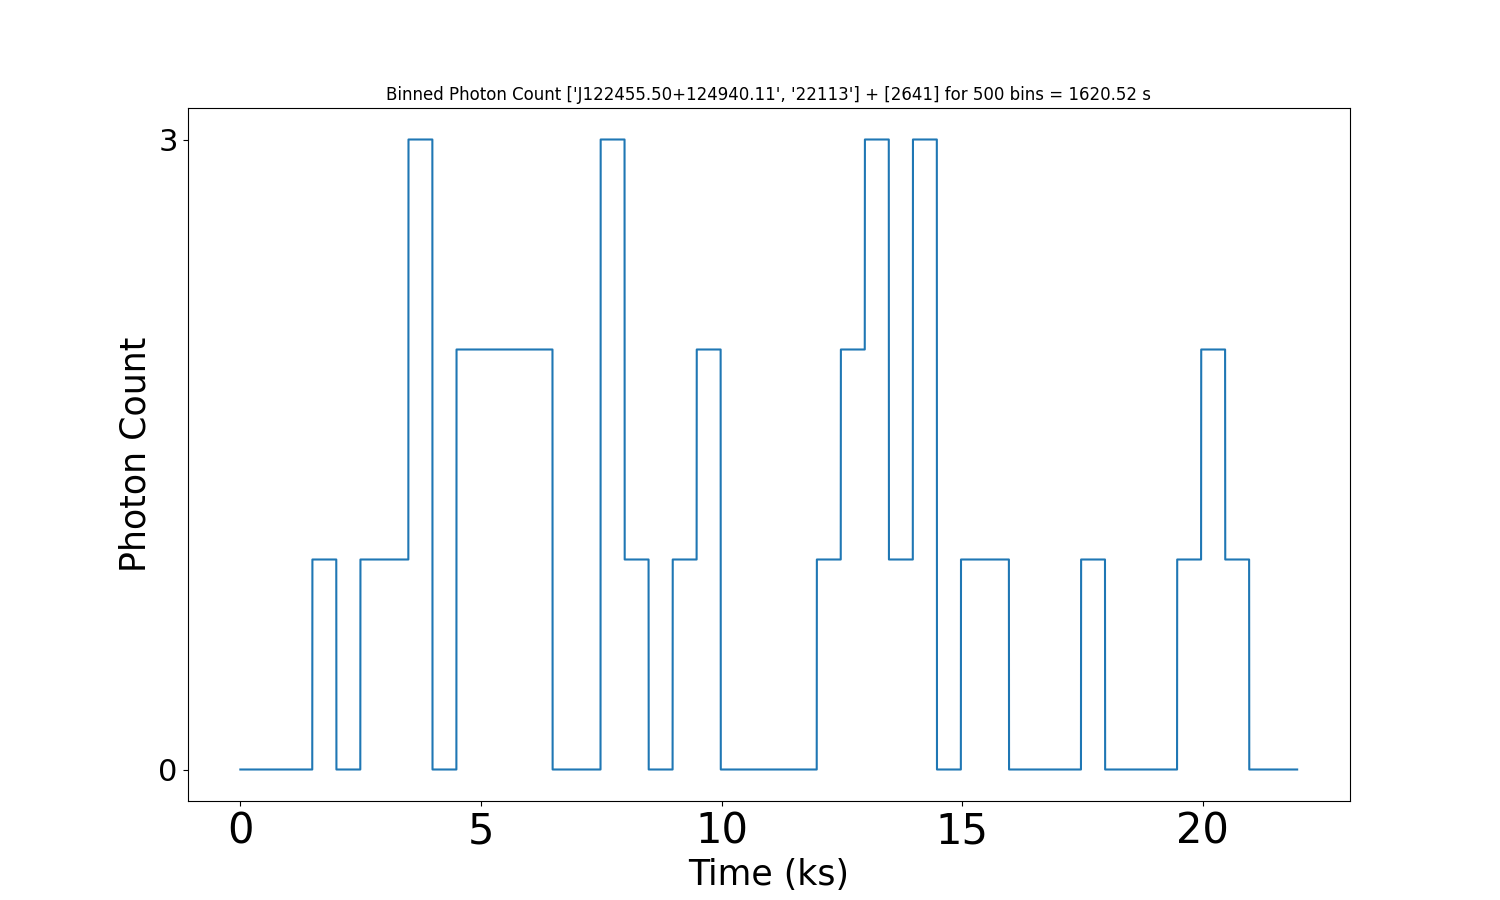 Binned Photon Count ['J122455.50+124940.11', '22113'] + [2641] for 500 bins = 1620.52 s
3
0
Photon Count
0 5 10 15 20
Time (ks)